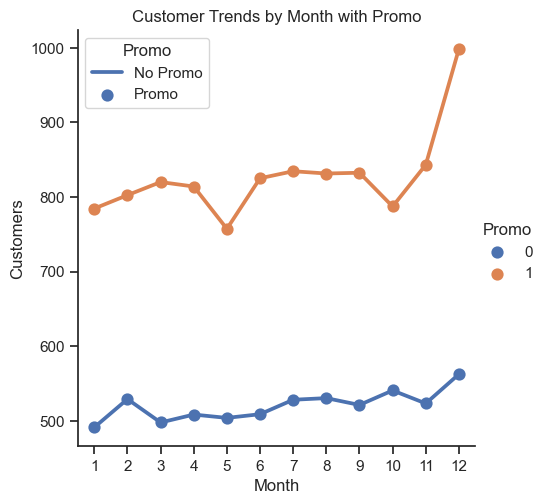 Customer Trends by Month with Promo
Promo
No Promo
Promo
1000
900
800
700
600
500
Customers
1 2 3 4 5 6 7 8 9 10 11 12
Month
Promo
0
1